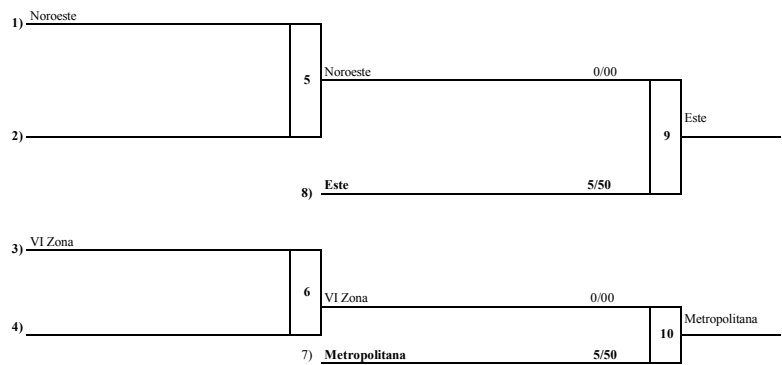 1) Noroeste
5
Noroeste 0/00
Este
9
2)
8) Este 5/50
3) VI Zona
6
VI Zona 0/00
Metropolitana
10
4)
7) Metropolitana 5/50